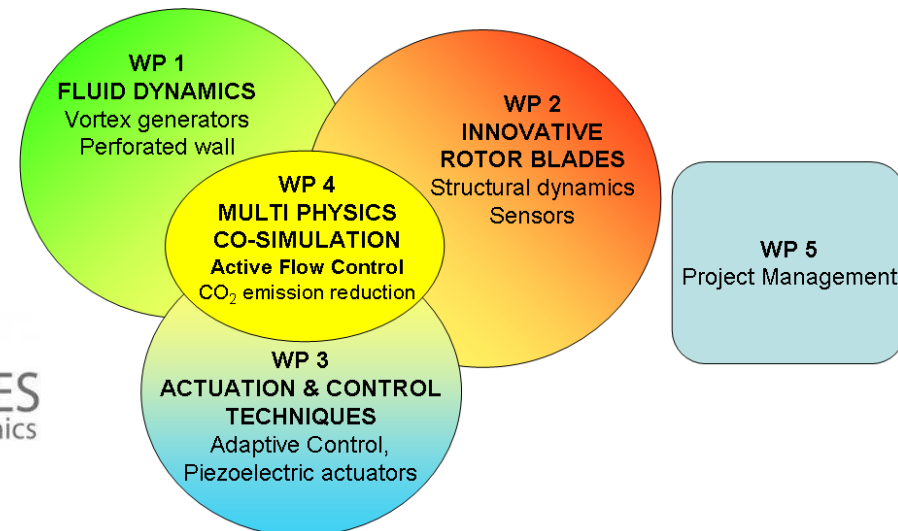 WP 1
FLUID DYNAMICS
Vortex generators
Perforated wall
WP 2
INNOVATIVE
ROTOR BLADES
Structural dynamics
Sensors
WP 4
MULTI PHYSICS
CO-SIMULATION
Active Flow Control
CO₂ emission reduction
WP 5
Project Management
WP 3
ACTUATION & CONTROL
TECHNIQUES
Adaptive Control,
Piezoelectric actuators